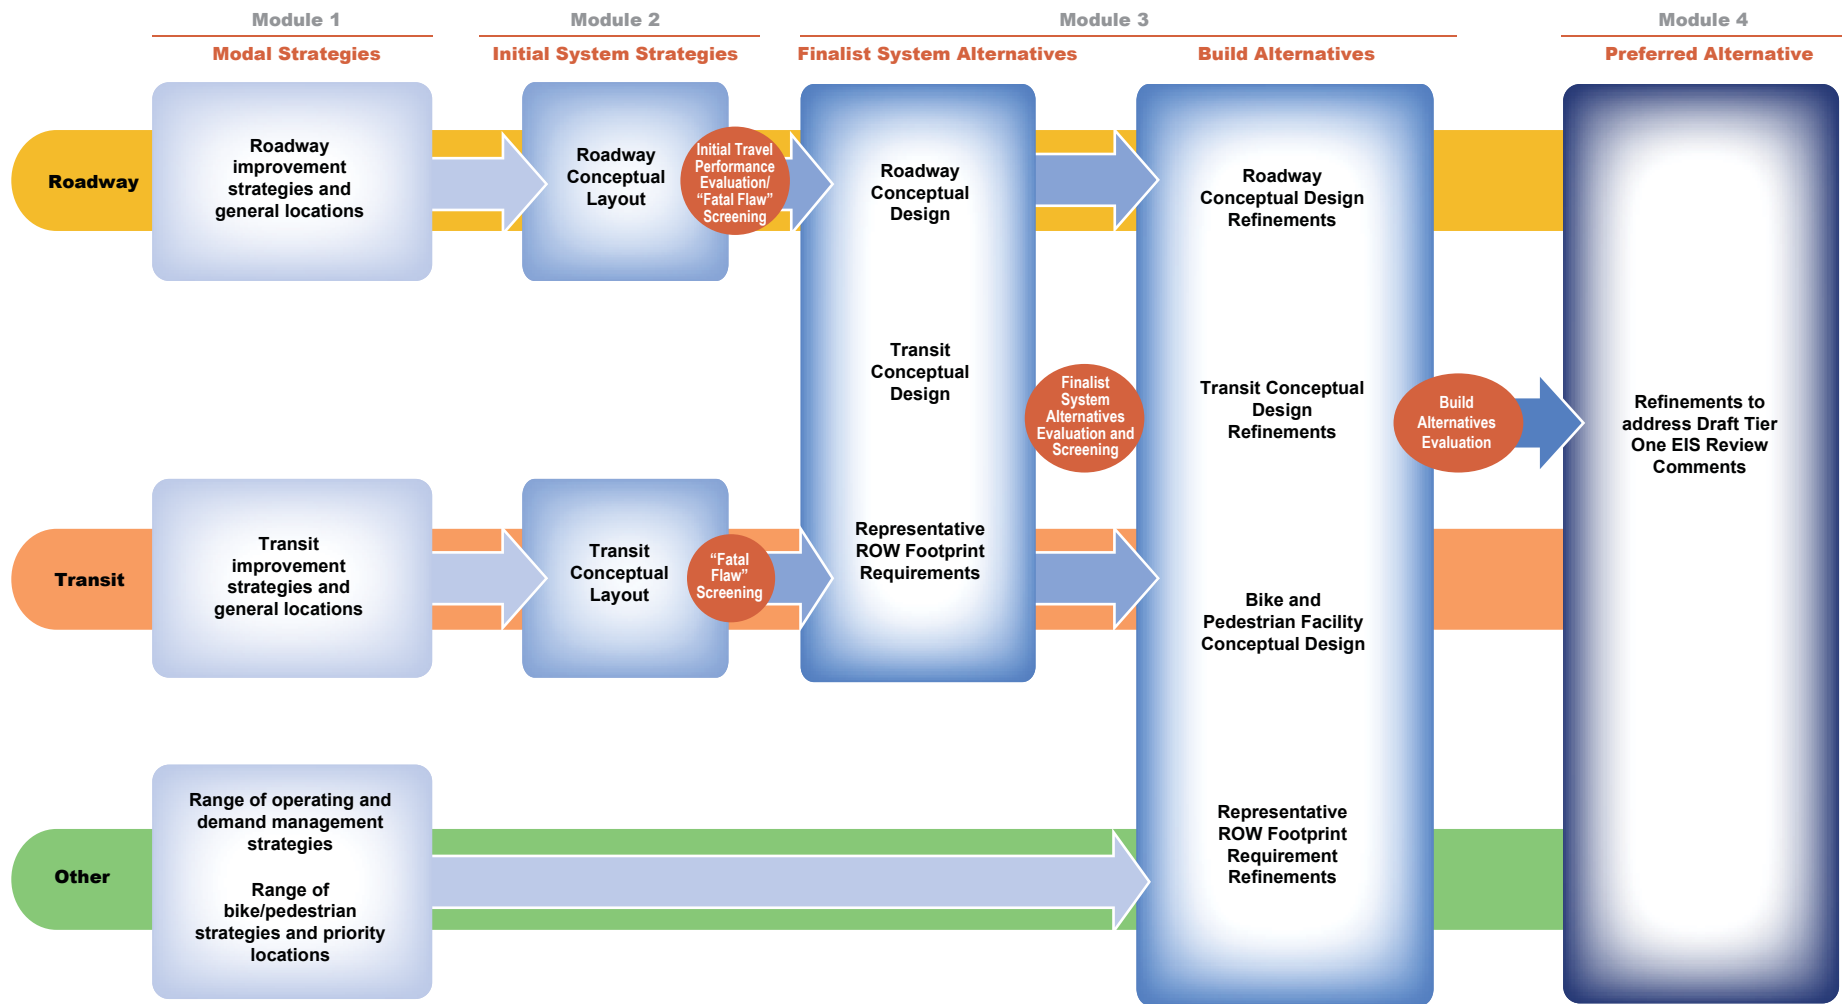 Module 1
Module 2
Module 3
Module 4
Modal Strategies
Initial System Strategies
Finalist System Alternatives
Build Alternatives
Preferred Alternative
Roadway
Roadway
improvement
strategies and
general locations
Roadway
Conceptual
Layout
Initial Travel
Performance
Evaluation/
“Fatal Flaw”
Screening
Roadway
Conceptual
Design
Roadway
Conceptual Design
Refinements
Transit
Conceptual
Design
Finalist
System
Alternatives
Evaluation and
Screening
Transit Conceptual
Design
Refinements
Build
Alternatives
Evaluation
Refinements to
address Draft Tier
One EIS Review
Comments
Transit
Transit
improvement
strategies and
general locations
Transit
Conceptual
Layout
“Fatal
Flaw”
Screening
Representative
ROW Footprint
Requirements
Bike and
Pedestrian Facility
Conceptual Design
Other
Range of operating and
demand management
strategies
Range of
bike/pedestrian
strategies and priority
locations
Representative
ROW Footprint
Requirement
Refinements